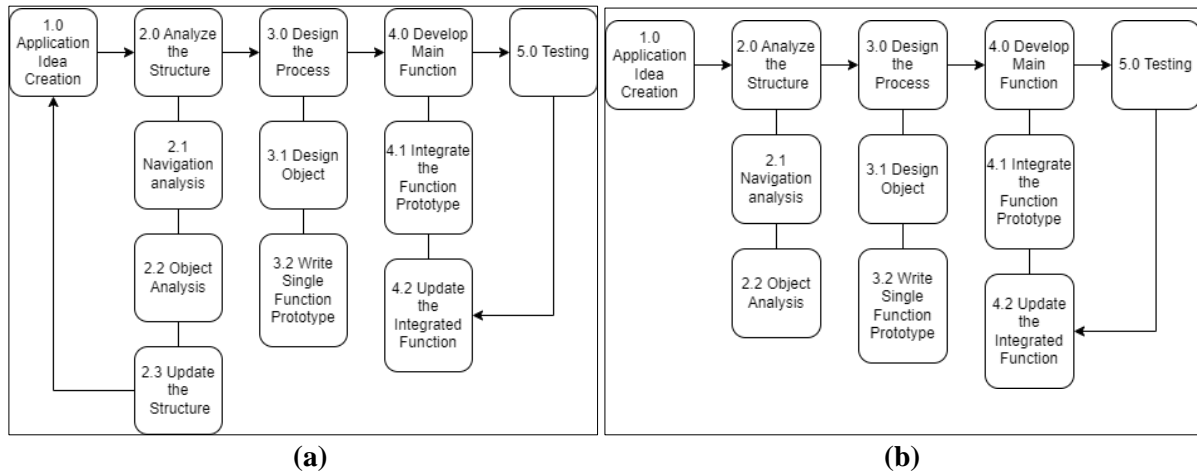 1.0
Application
Idea
Creation
2.0 Analyze
the
Structure
3.0 Design
the
Process
4.0 Develop
Main
Function
5.0 Testing
2.1
Navigation
analysis
3.1 Design
Object
4.1 Integrate
the
Function
Prototype
2.2 Object
Analysis
3.2 Write
Single
Function
Prototype
4.2 Update
the
Integrated
Function
2.3 Update
the
Structure
(a)
1.0
Application
Idea
Creation
2.0 Analyze
the
Structure
3.0 Design
the
Process
4.0 Develop
Main
Function
5.0 Testing
2.1
Navigation
analysis
3.1 Design
Object
4.1 Integrate
the
Function
Prototype
2.2 Object
Analysis
3.2 Write
Single
Function
Prototype
4.2 Update
the
Integrated
Function
(b)